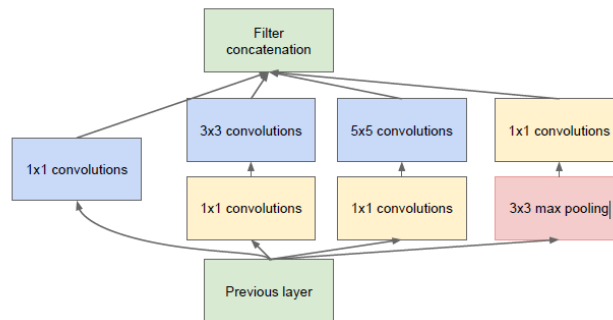 Filter
concatenation
3x3 convolutions
5x5 convolutions
1x1 convolutions
1x1 convolutions
1x1 convolutions
1x1 convolutions
3x3 max pooling
Previous layer